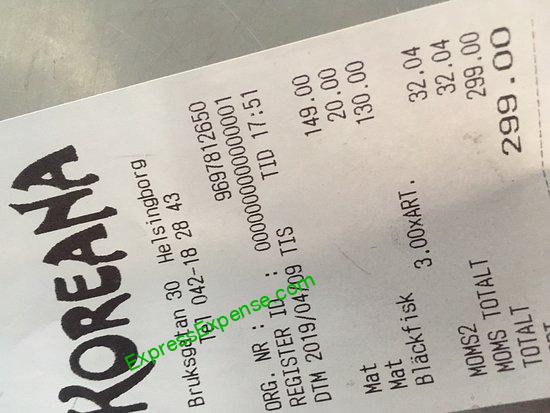 KOREANA
Bruksgatan 30 Helsingborg
Tel 042-18 28 43
ORG. NR : 9697812650
REGISTER ID : 00000000000000001
DTM 2019/04/09 TIS TID 17:51
Mat 149.00
Mat 20.00
Bläckfisk 130.00
3.00xART.
MOMS2 32.04
MOMS TOTALT 32.04
TOTALT 299.00
299.00
ExpressExpense.com